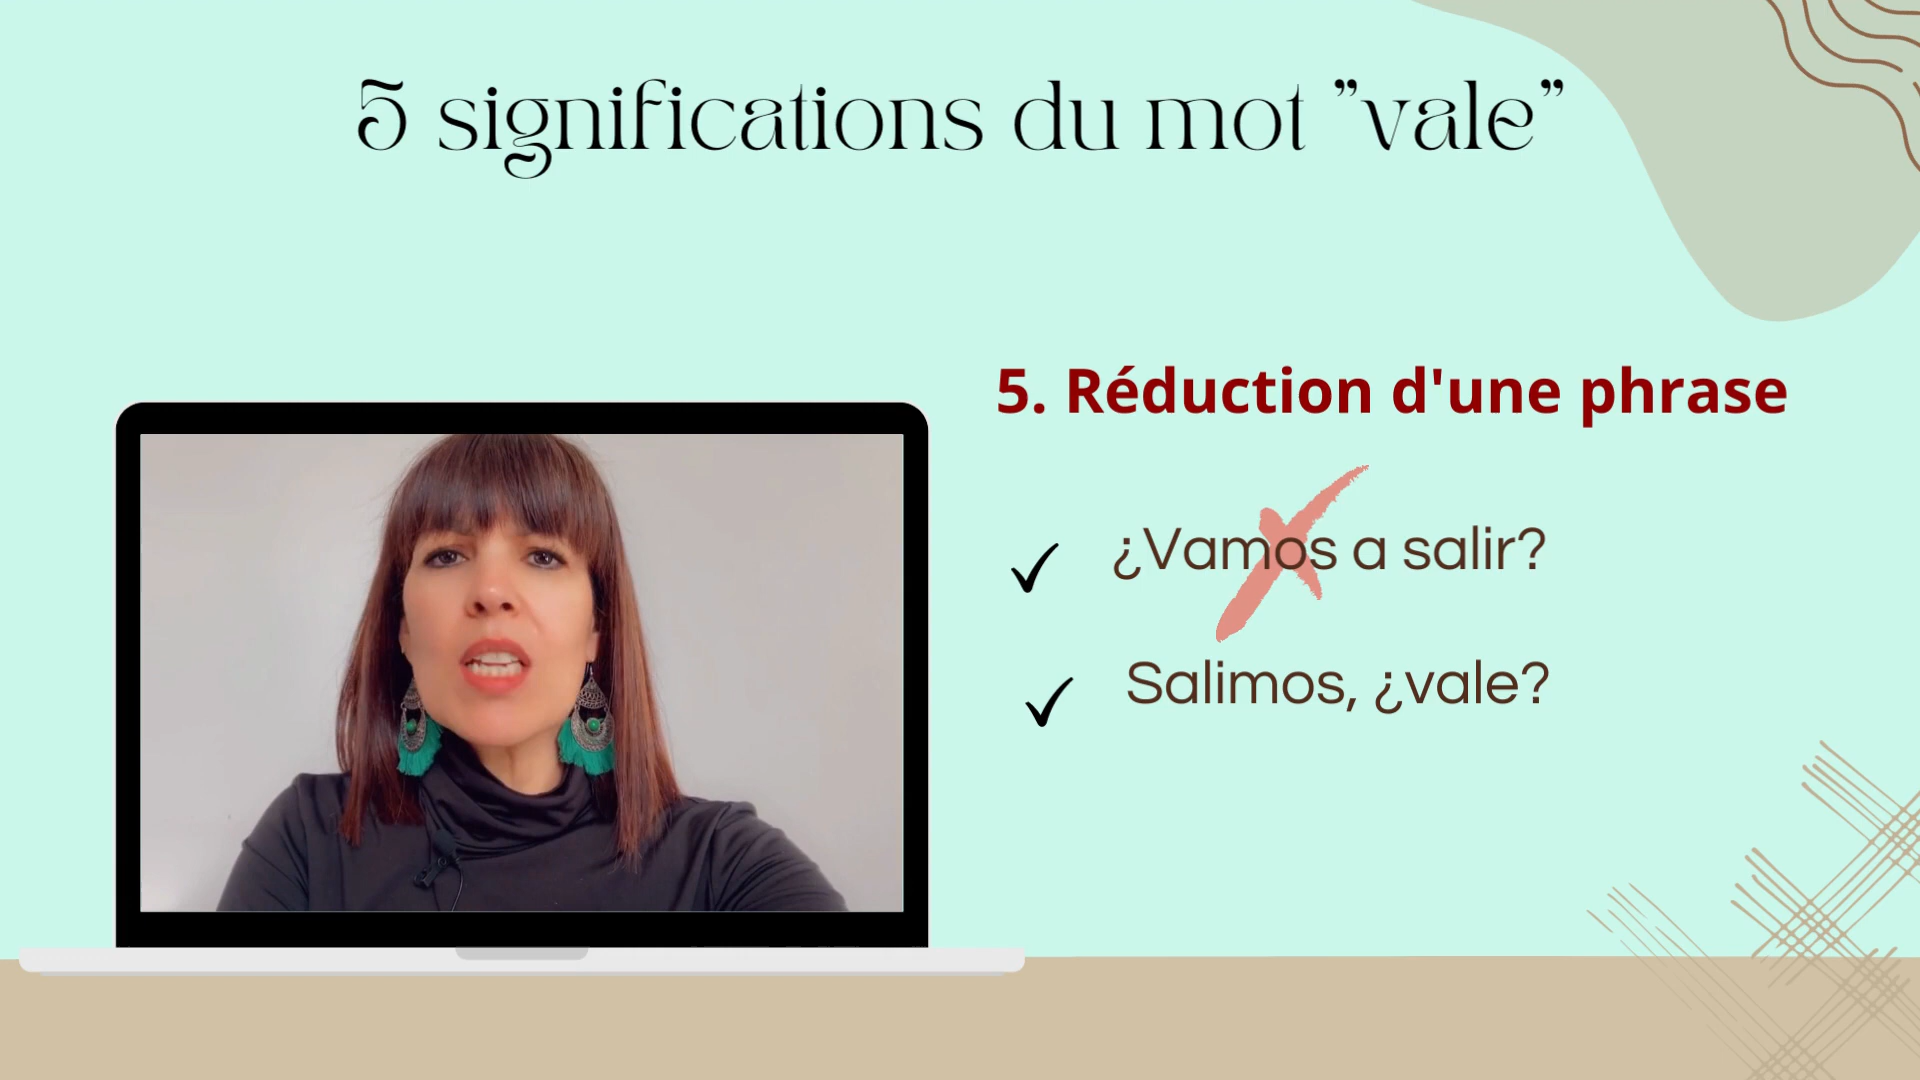 5 significations du mot "vale"
5. Réduction d'une phrase
¿Vamos a salir?
Salimos, ¿vale?